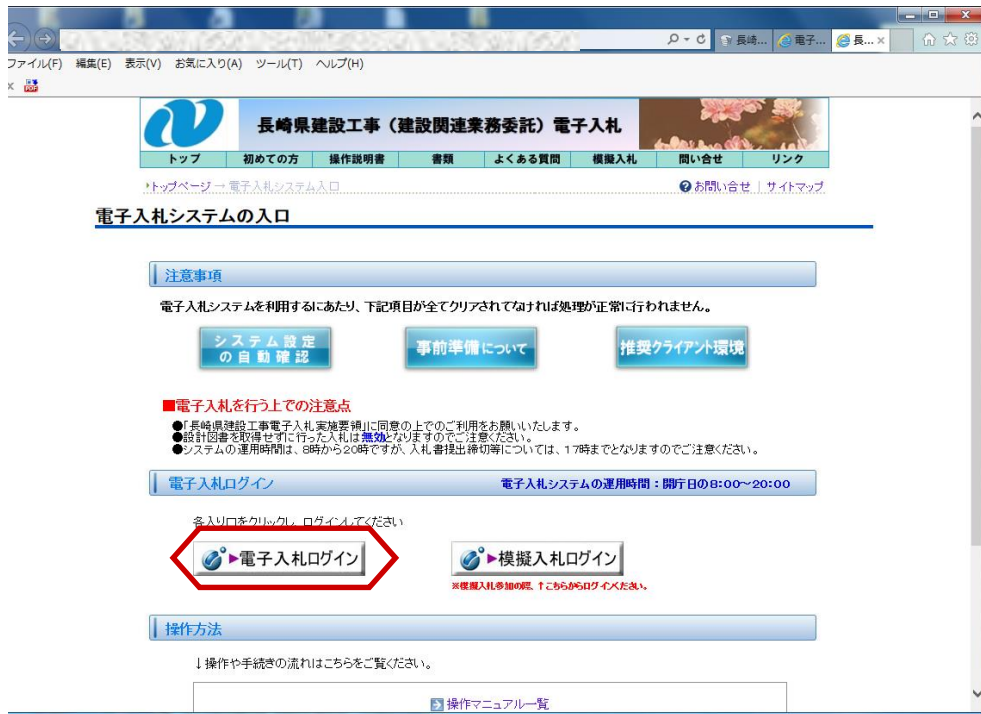 長崎... 電子... 長... ×
ファイル(F) 編集(E) 表示(V) お気に入り(A) ツール(T) ヘルプ(H)
x PDF
長崎県建設工事（建設関連業務委託）電子入札
トップ 初めての方 操作説明書 書類 よくある質問 模擬入札 問い合せ リンク
トップページ → 電子入札システム入口 お問い合せ | サイトマップ
電子入札システムの入口
注意事項
電子入札システムを利用するにあたり、下記項目が全てクリアされてなければ処理が正常に行われません。
システム設定
の自動確認
事前準備について
推奨クライアント環境
■電子入札を行う上での注意点
●「長崎県建設工事電子入札実施要領」に同意の上でのご利用をお願いいたします。
●設計図書を取得せずに行った入札は無効となりますのでご注意ください。
●システムの運用時間は、8時から20時ですが、入札書提出締切等については、17時までとなりますのでご注意ください。
電子入札ログイン 電子入札システムの運用時間：開庁日の8:00～20:00
各入り口をクリックし、ログインしてください
▶電子入札ログイン ▶模擬入札ログイン
※模擬入札参加の際、↑こちらからログインください。
操作方法
↓操作や手続きの流れはこちらをご覧ください。
操作マニュアル一覧